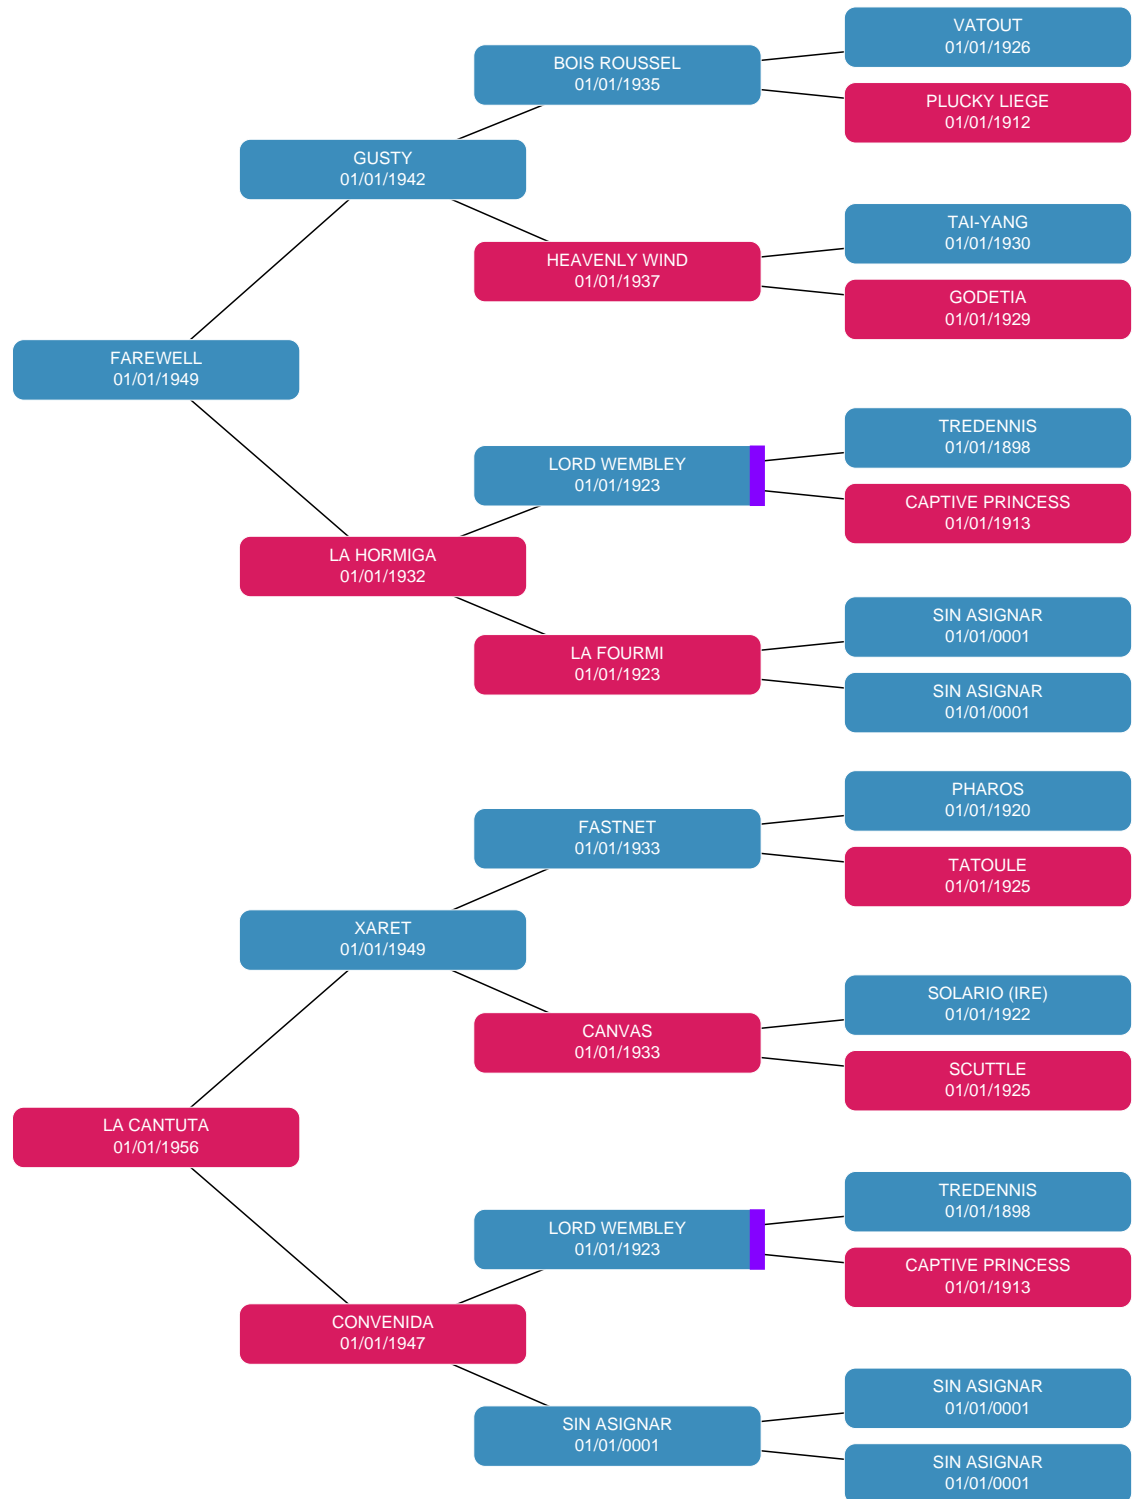 VATOUT
01/01/1926
BOIS ROUSSEL
01/01/1935
PLUCKY LIEGE
01/01/1912
GUSTY
01/01/1942
TAI-YANG
01/01/1930
HEAVENLY WIND
01/01/1937
GODETIA
01/01/1929
FAREWELL
01/01/1949
TREDENNIS
01/01/1898
LORD WEMBLEY
01/01/1923
CAPTIVE PRINCESS
01/01/1913
LA HORMIGA
01/01/1932
SIN ASIGNAR
01/01/0001
LA FOURMI
01/01/1923
SIN ASIGNAR
01/01/0001
PHAROS
01/01/1920
FASTNET
01/01/1933
TATOULE
01/01/1925
XARET
01/01/1949
SOLARIO (IRE)
01/01/1922
CANVAS
01/01/1933
SCUTTLE
01/01/1925
LA CANTUTA
01/01/1956
TREDENNIS
01/01/1898
LORD WEMBLEY
01/01/1923
CAPTIVE PRINCESS
01/01/1913
CONVENIDA
01/01/1947
SIN ASIGNAR
01/01/0001
SIN ASIGNAR
01/01/0001
SIN ASIGNAR
01/01/0001